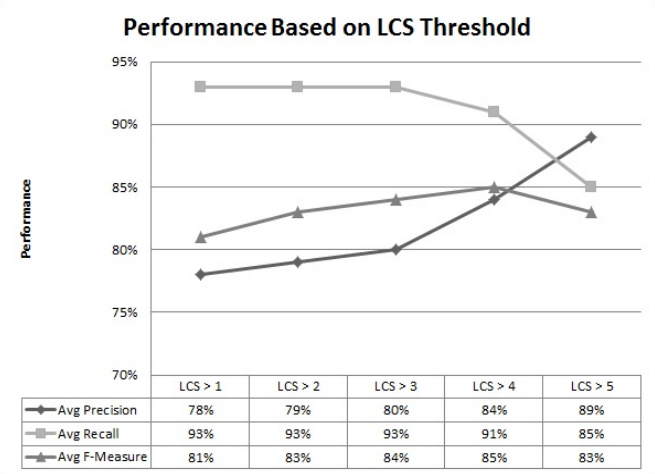 Performance Based on LCS Threshold
95%
90%
85%
80%
75%
70%
Performance
LCS > 1 LCS > 2 LCS > 3 LCS > 4 LCS > 5
Avg Precision 78% 79% 80% 84% 89%
Avg Recall 93% 93% 93% 91% 85%
Avg F-Measure 81% 83% 84% 85% 83%